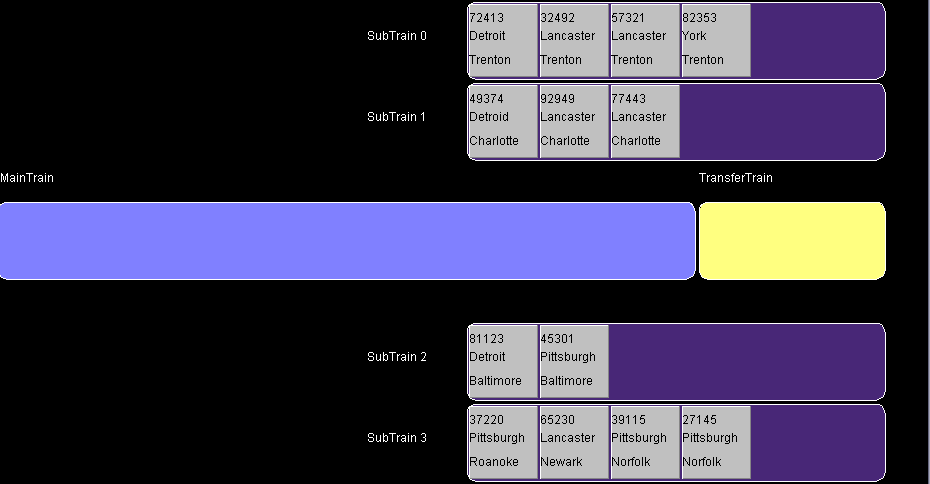 72413 32492 57321 82353
SubTrain 0 Detroit Lancaster Lancaster York
Trenton Trenton Trenton Trenton
49374 92949 77443
SubTrain 1 Detroid Lancaster Lancaster
Charlotte Charlotte Charlotte
MainTrain TransferTrain
81123 45301
SubTrain 2 Detroit Pittsburgh
Baltimore Baltimore
37220 65230 39115 27145
SubTrain 3 Pittsburgh Lancaster Pittsburgh Pittsburgh
Roanoke Newark Norfolk Norfolk